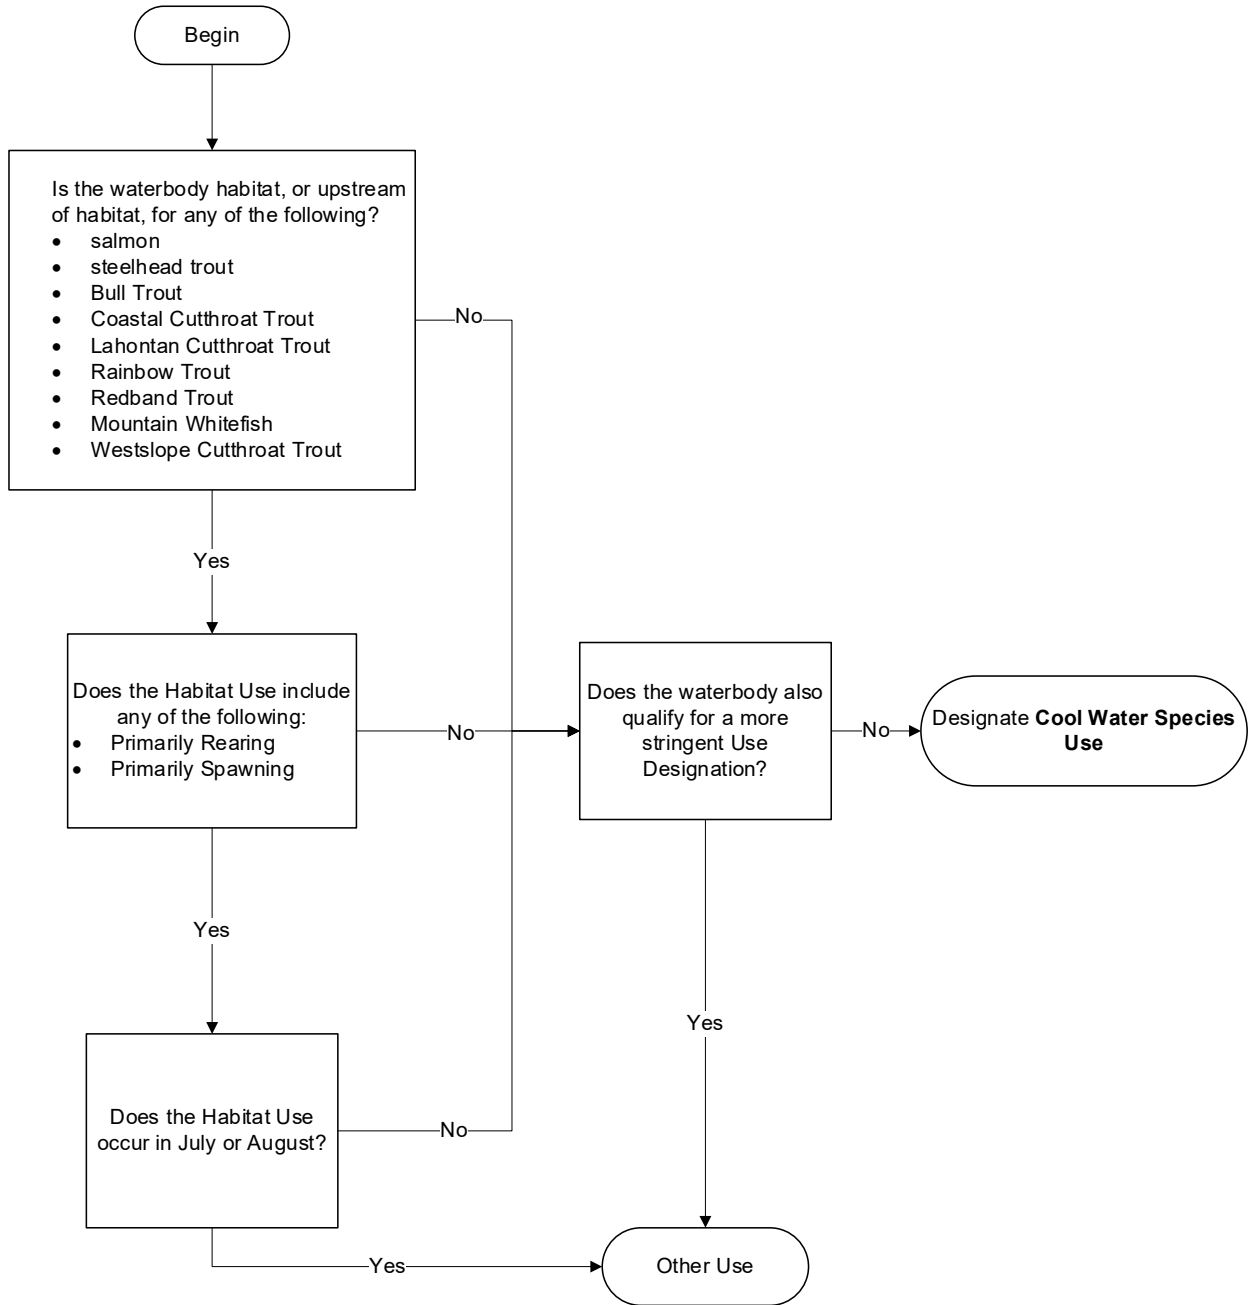 Begin
Is the waterbody habitat, or upstream
of habitat, for any of the following?
• salmon
• steelhead trout
• Bull Trout
• Coastal Cutthroat Trout
• Lahontan Cutthroat Trout
• Rainbow Trout
• Redband Trout
• Mountain Whitefish
• Westslope Cutthroat Trout
No
Yes
Does the Habitat Use include
any of the following:
• Primarily Rearing
• Primarily Spawning
No
Does the waterbody also
qualify for a more
stringent Use
Designation?
No
Designate Cool Water Species
Use
Yes
Yes
Does the Habitat Use
occur in July or August?
No
Yes
Other Use